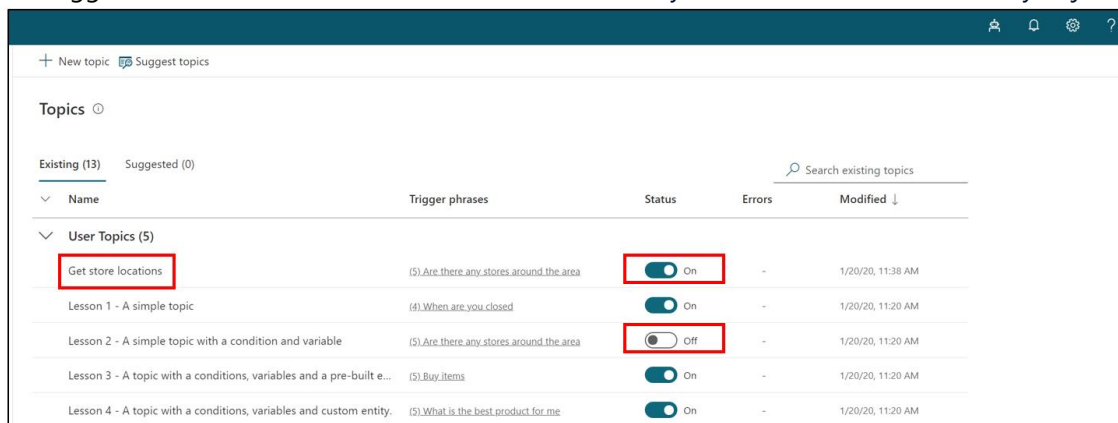 ?
+ New topic Suggest topics
Topics
Existing (13) Suggested (0) Search existing topics
Name Trigger phrases Status Errors Modified ↓
User Topics (5)
Get store locations (5) Are there any stores around the area On - 1/20/20, 11:38 AM
Lesson 1 - A simple topic (4) When are you closed On - 1/20/20, 11:20 AM
Lesson 2 - A simple topic with a condition and variable (5) Are there any stores around the area Off - 1/20/20, 11:20 AM
Lesson 3 - A topic with a conditions, variables and a pre-built e... (5) Buy items On - 1/20/20, 11:20 AM
Lesson 4 - A topic with a conditions, variables and custom entity. (5) What is the best product for me On - 1/20/20, 11:20 AM